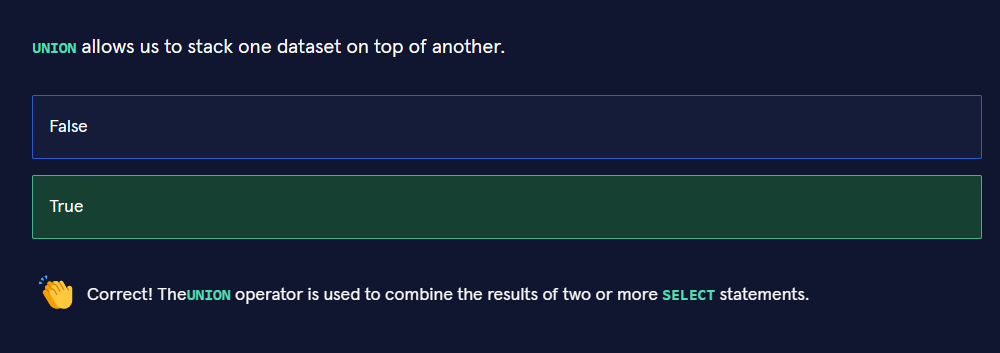 UNION allows us to stack one dataset on top of another.
False
True
Correct! TheUNION operator is used to combine the results of two or more SELECT statements.